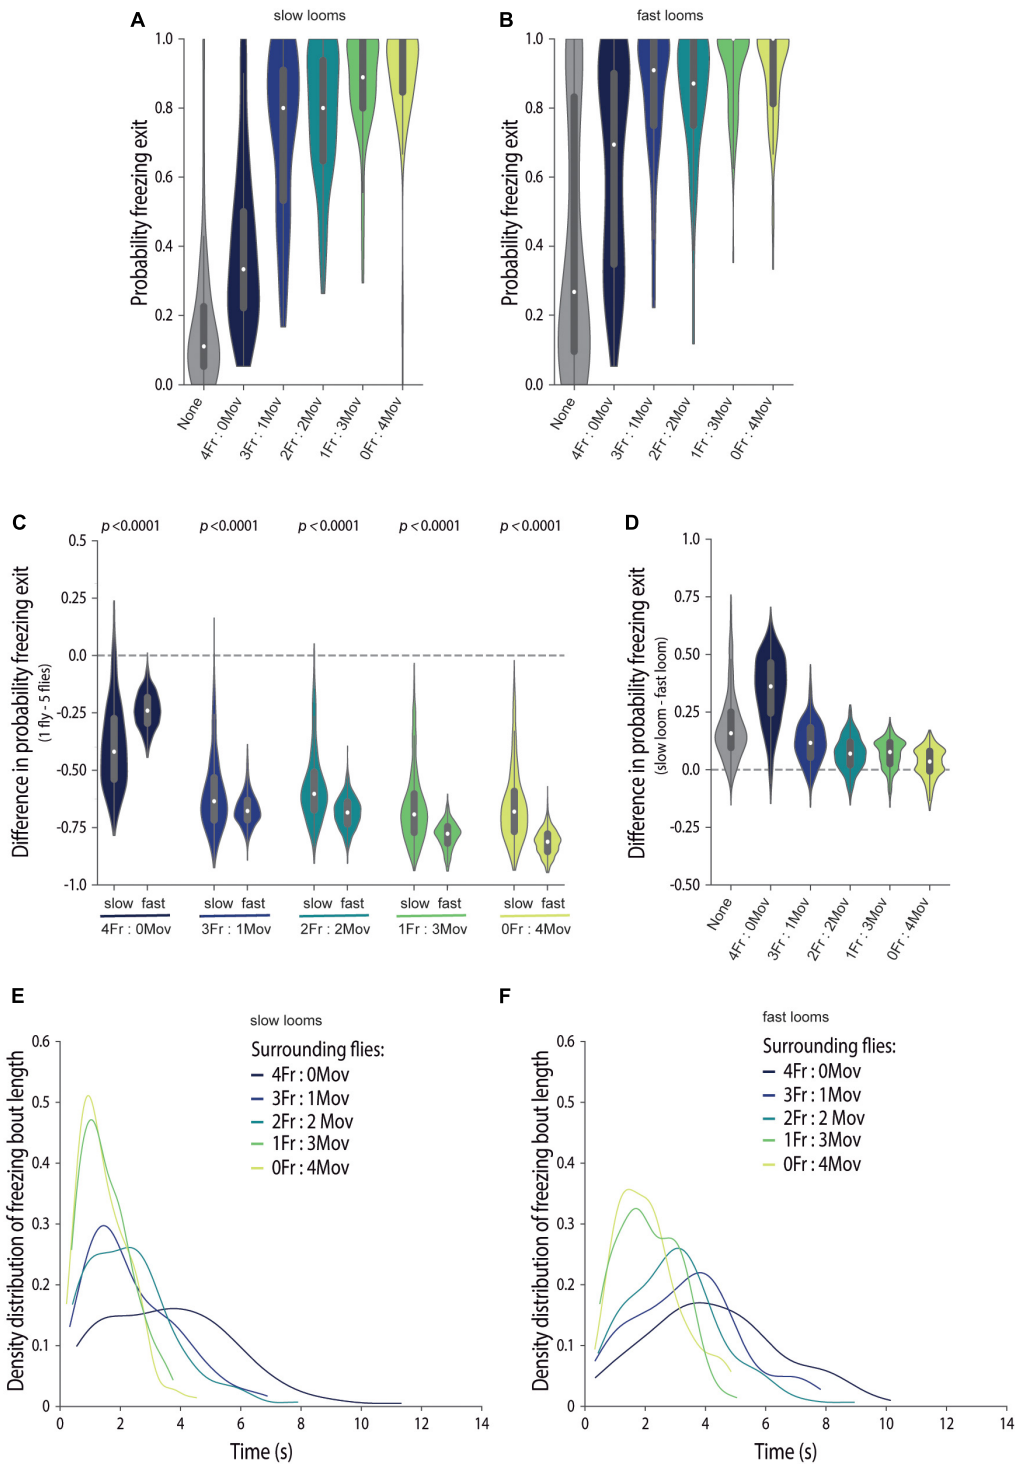 A
slow looms
Probability freezing exit
1.0
0.8
0.6
0.4
0.2
0.0
None
4Fr : 0Mov
3Fr : 1Mov
2Fr : 2Mov
1Fr : 3Mov
0Fr : 4Mov
B
fast looms
Probability freezing exit
1.0
0.8
0.6
0.4
0.2
0.0
None
4Fr : 0Mov
3Fr : 1Mov
2Fr : 2Mov
1Fr : 3Mov
0Fr : 4Mov
C
p<0.0001 p<0.0001 p<0.0001 p<0.0001 p<0.0001
Difference in probability freezing exit
(1 fly - 5 flies)
0.5
0.25
0.0
-0.25
-0.50
-0.75
-1.0
slow fast slow fast slow fast slow fast slow fast
4Fr : 0Mov 3Fr : 1Mov 2Fr : 2Mov 1Fr : 3Mov 0Fr : 4Mov
D
Difference in probability freezing exit
(slow loom - fast loom)
1.0
0.75
0.50
0.25
0.0
-0.25
-0.50
None
4Fr : 0Mov
3Fr : 1Mov
2Fr : 2Mov
1Fr : 3Mov
0Fr : 4Mov
E
slow looms
Surrounding flies:
4Fr : 0Mov
3Fr : 1Mov
2Fr : 2 Mov
1Fr : 3Mov
0Fr : 4Mov
Density distribution of freezing bout length
0.6
0.5
0.4
0.3
0.2
0.1
0
0 2 4 6 8 10 12 14
Time (s)
F
fast looms
Surrounding flies:
4Fr : 0Mov
3Fr : 1Mov
2Fr : 2 Mov
1Fr : 3Mov
0Fr : 4Mov
Density distribution of freezing bout length
0.6
0.5
0.4
0.3
0.2
0.1
0
0 2 4 6 8 10 12 14
Time (s)